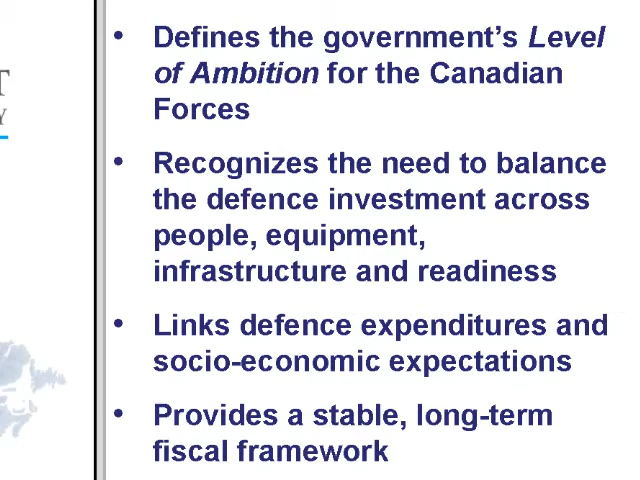 T
Y
• Defines the government's Level
of Ambition for the Canadian
Forces
• Recognizes the need to balance
the defence investment across
people, equipment,
infrastructure and readiness
• Links defence expenditures and
socio-economic expectations
• Provides a stable, long-term
fiscal framework